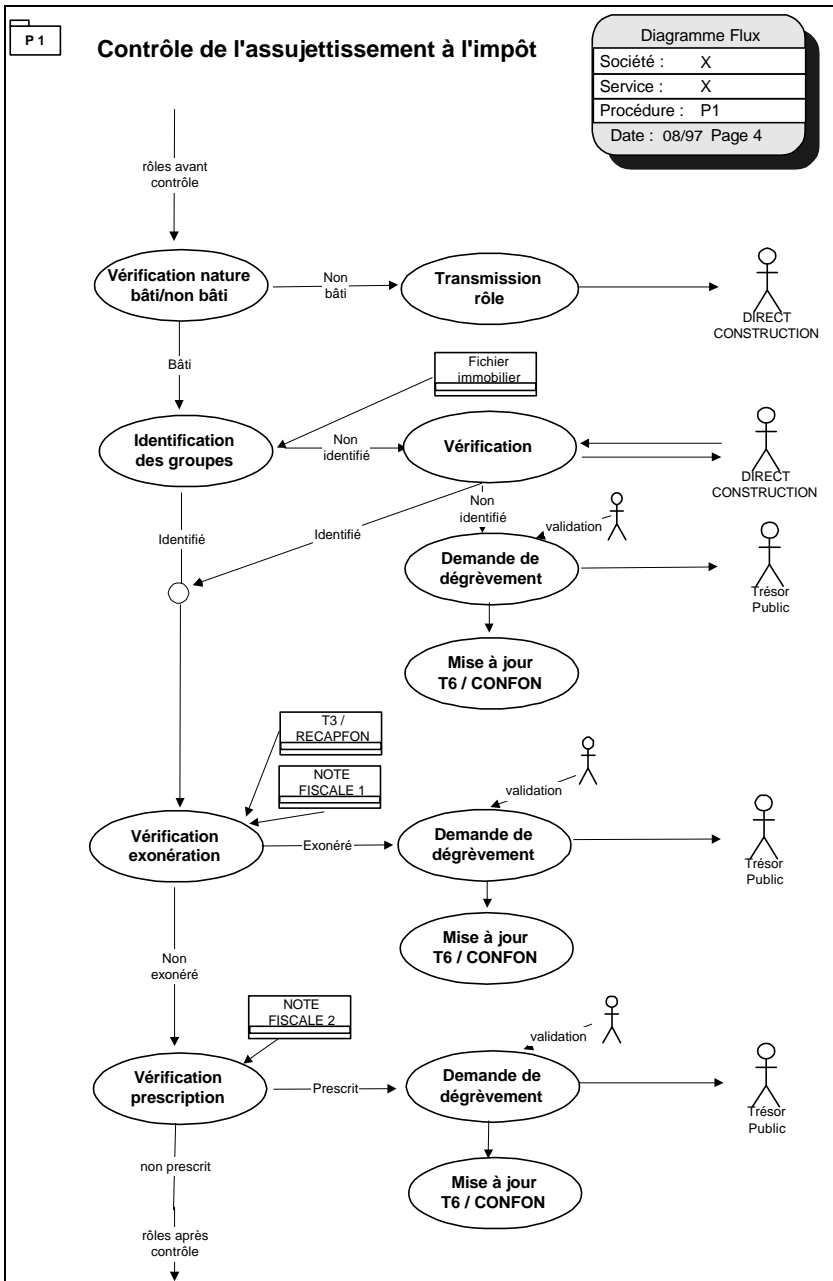 P 1
Contrôle de l'assujettissement à l'impôt
Diagramme Flux
Société : X
Service : X
Procédure : P1
Date : 08/97 Page 4
rôles avant
contrôle
Vérification nature
bâti/non bâti
Non
bâti
Transmission
rôle
DIRECT
CONSTRUCTION
Bâti
Fichier
immobilier
Identification
des groupes
Non
identifié
Vérification
DIRECT
CONSTRUCTION
Identifié
Identifié
Non
identifié
validation
Demande de
dégrèvement
Trésor
Public
Mise à jour
T6 / CONFON
T3 /
RECAPFON
NOTE
FISCALE 1
validation
Vérification
exonération
Exonéré
Demande de
dégrèvement
Trésor
Public
Mise à jour
T6 / CONFON
Non
exonéré
NOTE
FISCALE 2
validation
Vérification
prescription
Prescrit
Demande de
dégrèvement
Trésor
Public
non prescrit
Mise à jour
T6 / CONFON
rôles après
contrôle